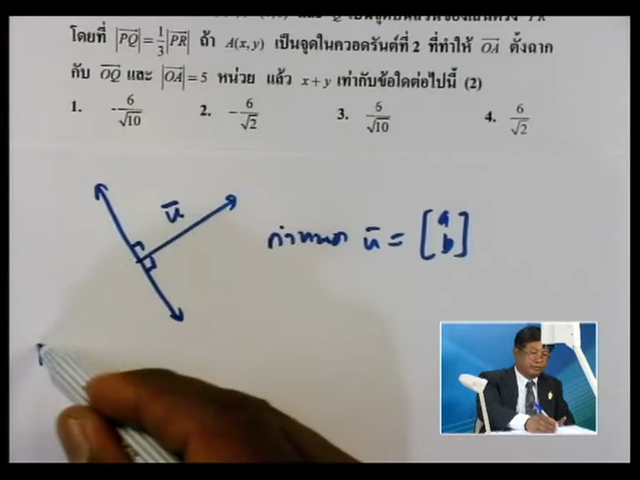 โดยที่ |PQ| = 1/3 |PR| ถ้า A(x, y) เป็นจุดในควอดรันต์ที่ 2 ที่ทำให้ OA ตั้งฉาก
กับ OQ และ |OA| = 5 หน่วย แล้ว x + y เท่ากับข้อใดต่อไปนี้ (2)
1. -6/√10 2. -6/√2 3. 6/√10 4. 6/√2
ū
กำหนด ū = [a b]